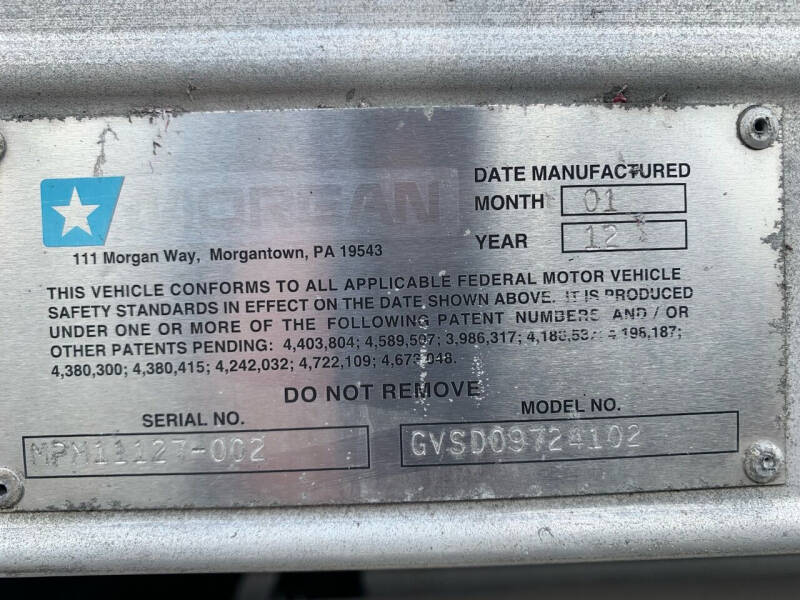 MORGAN
DATE MANUFACTURED
MONTH 01
YEAR 12
111 Morgan Way, Morgantown, PA 19543
THIS VEHICLE CONFORMS TO ALL APPLICABLE FEDERAL MOTOR VEHICLE
SAFETY STANDARDS IN EFFECT ON THE DATE SHOWN ABOVE. IT IS PRODUCED
UNDER ONE OR MORE OF THE FOLLOWING PATENT NUMBERS AND / OR
OTHER PATENTS PENDING: 4,403,804; 4,589,507; 3,986,317;
4,380,300; 4,380,415; 4,242,032; 4,722,109;
DO NOT REMOVE
SERIAL NO.
MPM11127-002
MODEL NO.
GVSD09724102